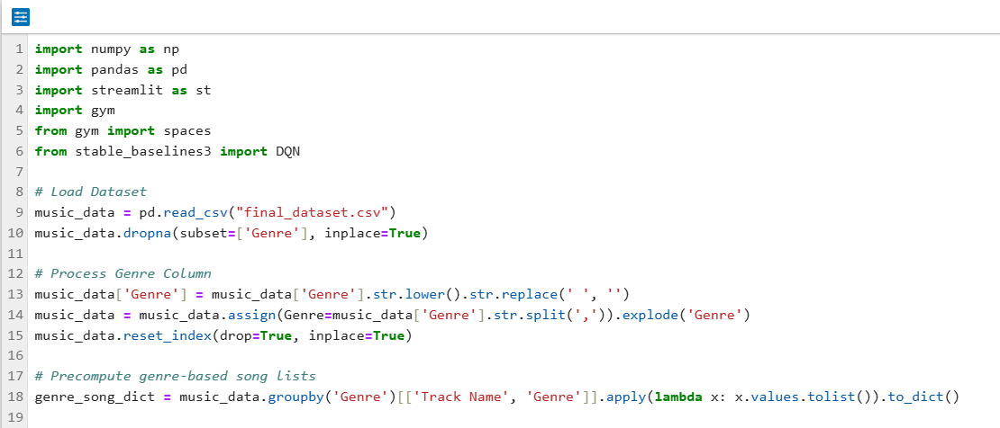 1 import numpy as np
2 import pandas as pd
3 import streamlit as st
4 import gym
5 from gym import spaces
6 from stable_baselines3 import DQN
7
8 # Load Dataset
9 music_data = pd.read_csv("final_dataset.csv")
10 music_data.dropna(subset=['Genre'], inplace=True)
11
12 # Process Genre Column
13 music_data['Genre'] = music_data['Genre'].str.lower().str.replace(' ', '')
14 music_data = music_data.assign(Genre=music_data['Genre'].str.split(',')).explode('Genre')
15 music_data.reset_index(drop=True, inplace=True)
16
17 # Precompute genre-based song lists
18 genre_song_dict = music_data.groupby('Genre')[['Track Name', 'Genre']].apply(lambda x: x.values.tolist()).to_dict()
19